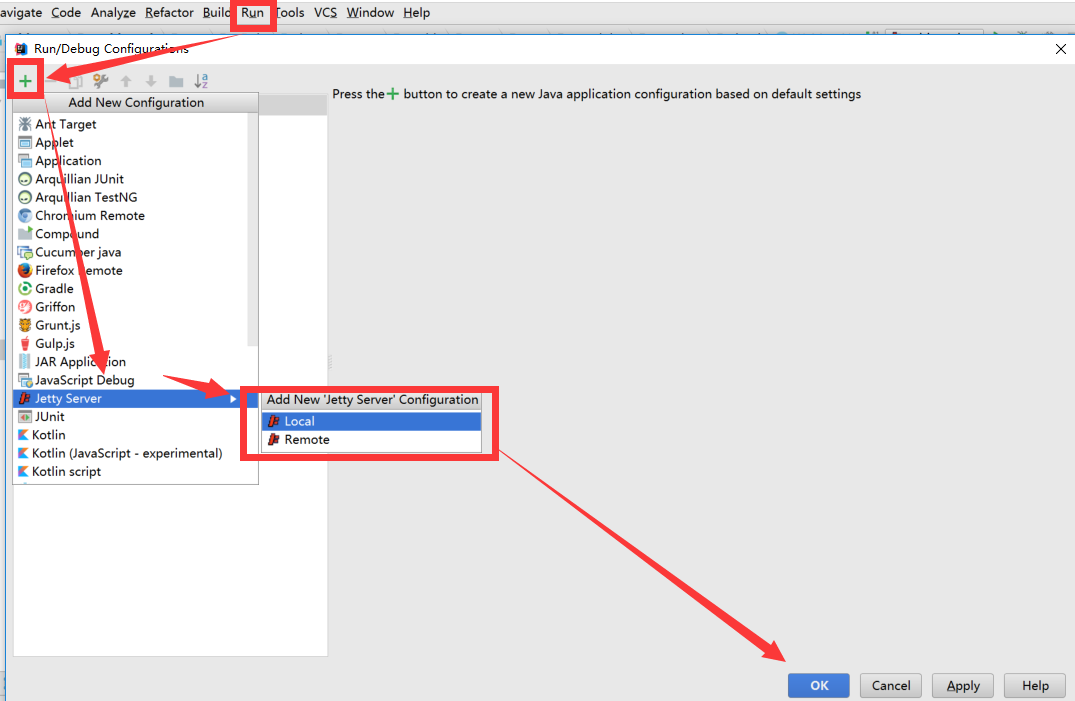 avigate Code Analyze Refactor Build Run Tools VCS Window Help
Run/Debug Configurations
Add New Configuration
Press the + button to create a new Java application configuration based on default settings
Ant Target
Applet
Application
Arquillian JUnit
Arquillian TestNG
Chromium Remote
Compound
Cucumber java
Firefox Remote
Gradle
Griffon
Grunt.js
Gulp.js
JAR Application
JavaScript Debug
Jetty Server
Add New 'Jetty Server' Configuration
Local
Remote
JUnit
Kotlin
Kotlin (JavaScript - experimental)
Kotlin script
OK Cancel Apply Help